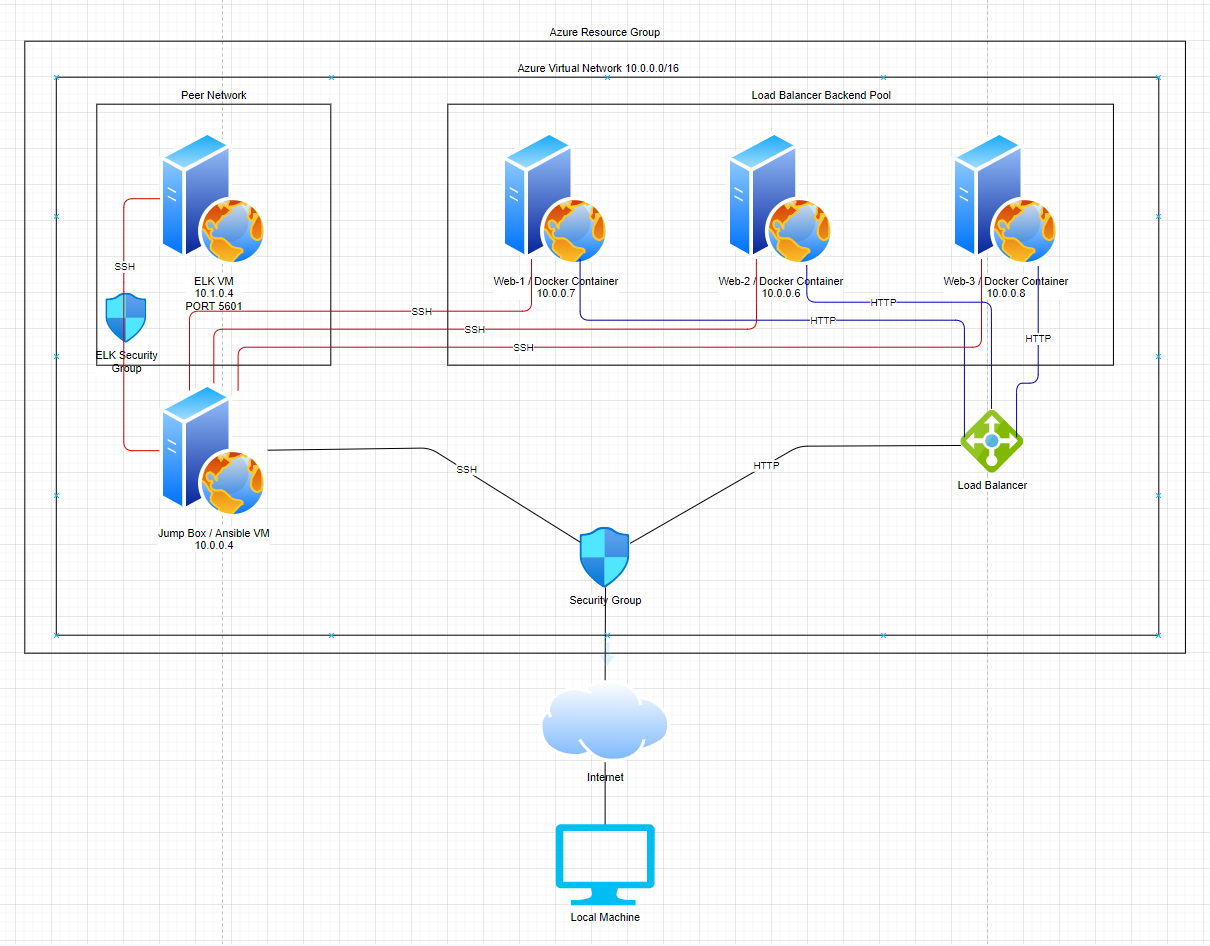 Azure Resource Group
Azure Virtual Network 10.0.0.0/16
Peer Network
Load Balancer Backend Pool
SSH
ELK VM
10.1.0.4
PORT 5601
Web-1 / Docker Container
10.0.0.7
Web-2 / Docker Container
10.0.0.6
Web-3 / Docker Container
10.0.0.8
ELK Security
Group
SSH
SSH
SSH
HTTP
HTTP
HTTP
Jump Box / Ansible VM
10.0.0.4
SSH
HTTP
Load Balancer
Security Group
Internet
Local Machine